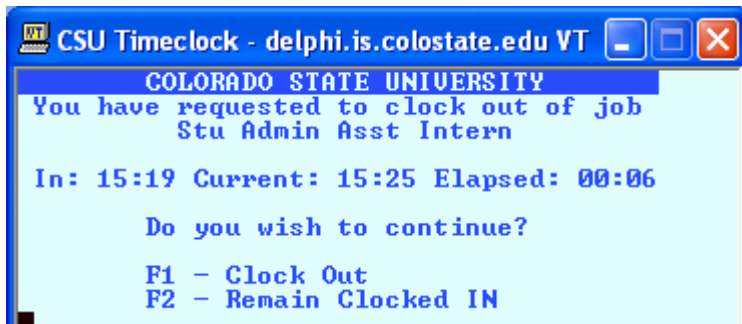 CSU Timeclock - delphi.is.colostate.edu VT
COLORADO STATE UNIVERSITY
You have requested to clock out of job
Stu Admin Asst Intern
In: 15:19 Current: 15:25 Elapsed: 00:06
Do you wish to continue?
F1 - Clock Out
F2 - Remain Clocked IN